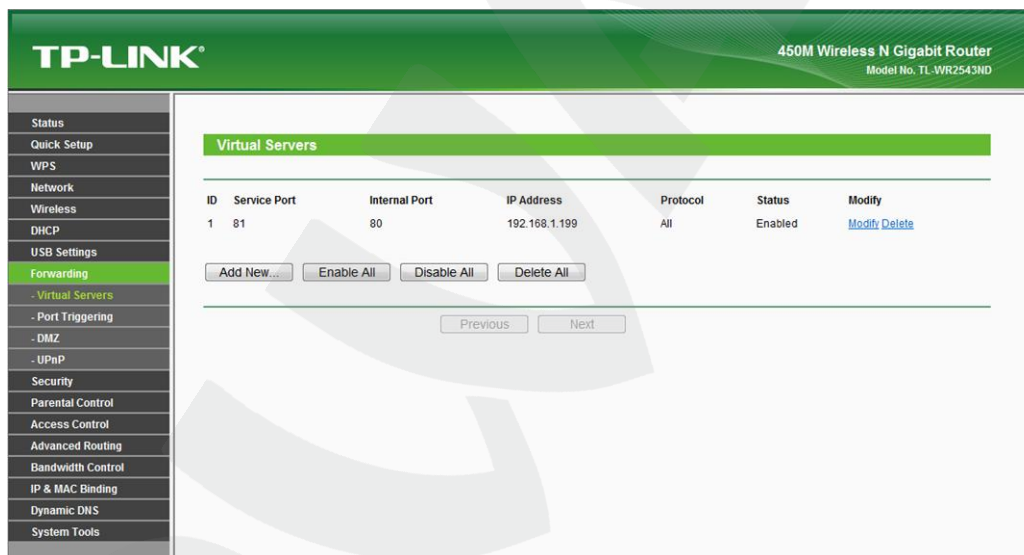 TP-LINK®
450M Wireless N Gigabit Router
Model No. TL-WR2543ND
Status
Quick Setup
WPS
Network
Wireless
DHCP
USB Settings
Forwarding
- Virtual Servers
- Port Triggering
- DMZ
- UPnP
Security
Parental Control
Access Control
Advanced Routing
Bandwidth Control
IP & MAC Binding
Dynamic DNS
System Tools
Virtual Servers
ID Service Port Internal Port IP Address Protocol Status Modify
1 81 80 192.168.1.199 All Enabled Modify Delete
Add New... Enable All Disable All Delete All
Previous Next